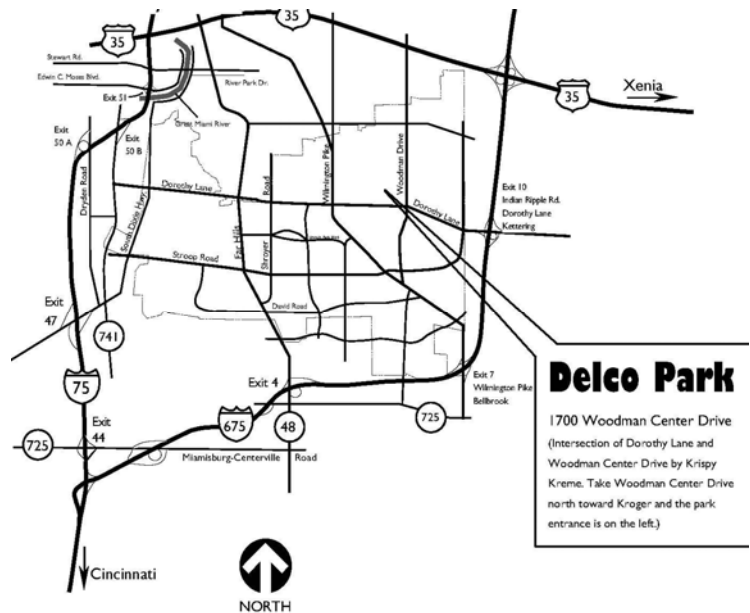 35
35
Stewart Rd.
Edwin C. Moses Blvd.
River Park Dr.
Xenia
35
Exit 51
Great Miami River
Exit
50 A
Exit
50 B
Dryden Road
South Dixie Hwy.
Dorothy Lane
Far Hills
Road
Shroyer
Wilmington Pike
Woodman Drive
Dorothy Lane
Exit 10
Indian Ripple Rd.
Dorothy Lane
Kettering
Stroop Road
David Road
Exit
47
741
75
Exit 4
Exit 7
Wilmington Pike
Bellbrook
725
Exit
44
725
675
48
Miamisburg-Centerville Road
Delco Park
1700 Woodman Center Drive
(Intersection of Dorothy Lane and
Woodman Center Drive by Krispy
Kreme. Take Woodman Center Drive
north toward Kroger and the park
entrance is on the left.)
Cincinnati
NORTH